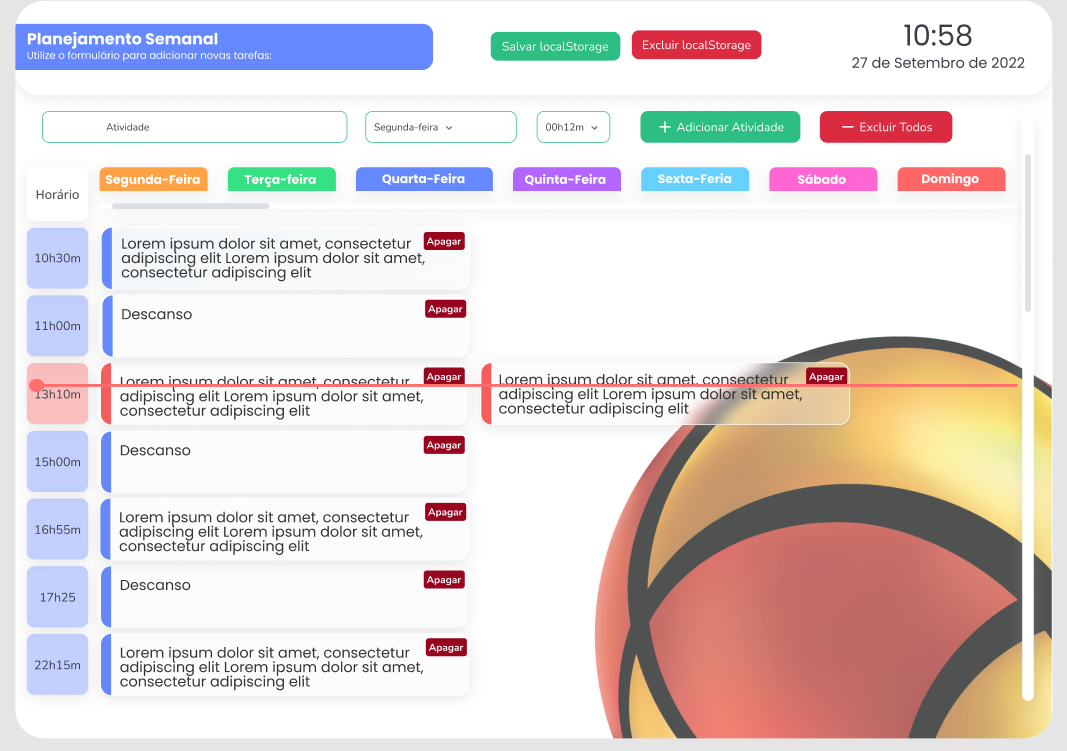 Planejamento Semanal
Utilize o formulário para adicionar novas tarefas:
Salvar localStorage
Excluir localStorage
10:58
27 de Setembro de 2022
Atividade
Segunda-feira
00h12m
+ Adicionar Atividade
— Excluir Todos
Horário
Segunda-Feira
Terça-feira
Quarta-Feira
Quinta-Feira
Sexta-Feria
Sábado
Domingo
10h30m
Lorem ipsum dolor sit amet, consectetur
adipiscing elit Lorem ipsum dolor sit amet,
consectetur adipiscing elit
Apagar
11h00m
Descanso
Apagar
13h10m
Lorem ipsum dolor sit amet, consectetur
adipiscing elit Lorem ipsum dolor sit amet,
consectetur adipiscing elit
Apagar
Lorem ipsum dolor sit amet, consectetur
adipiscing elit Lorem ipsum dolor sit amet,
consectetur adipiscing elit
Apagar
15h00m
Descanso
Apagar
16h55m
Lorem ipsum dolor sit amet, consectetur
adipiscing elit Lorem ipsum dolor sit amet,
consectetur adipiscing elit
Apagar
17h25
Descanso
Apagar
22h15m
Lorem ipsum dolor sit amet, consectetur
adipiscing elit Lorem ipsum dolor sit amet,
consectetur adipiscing elit
Apagar